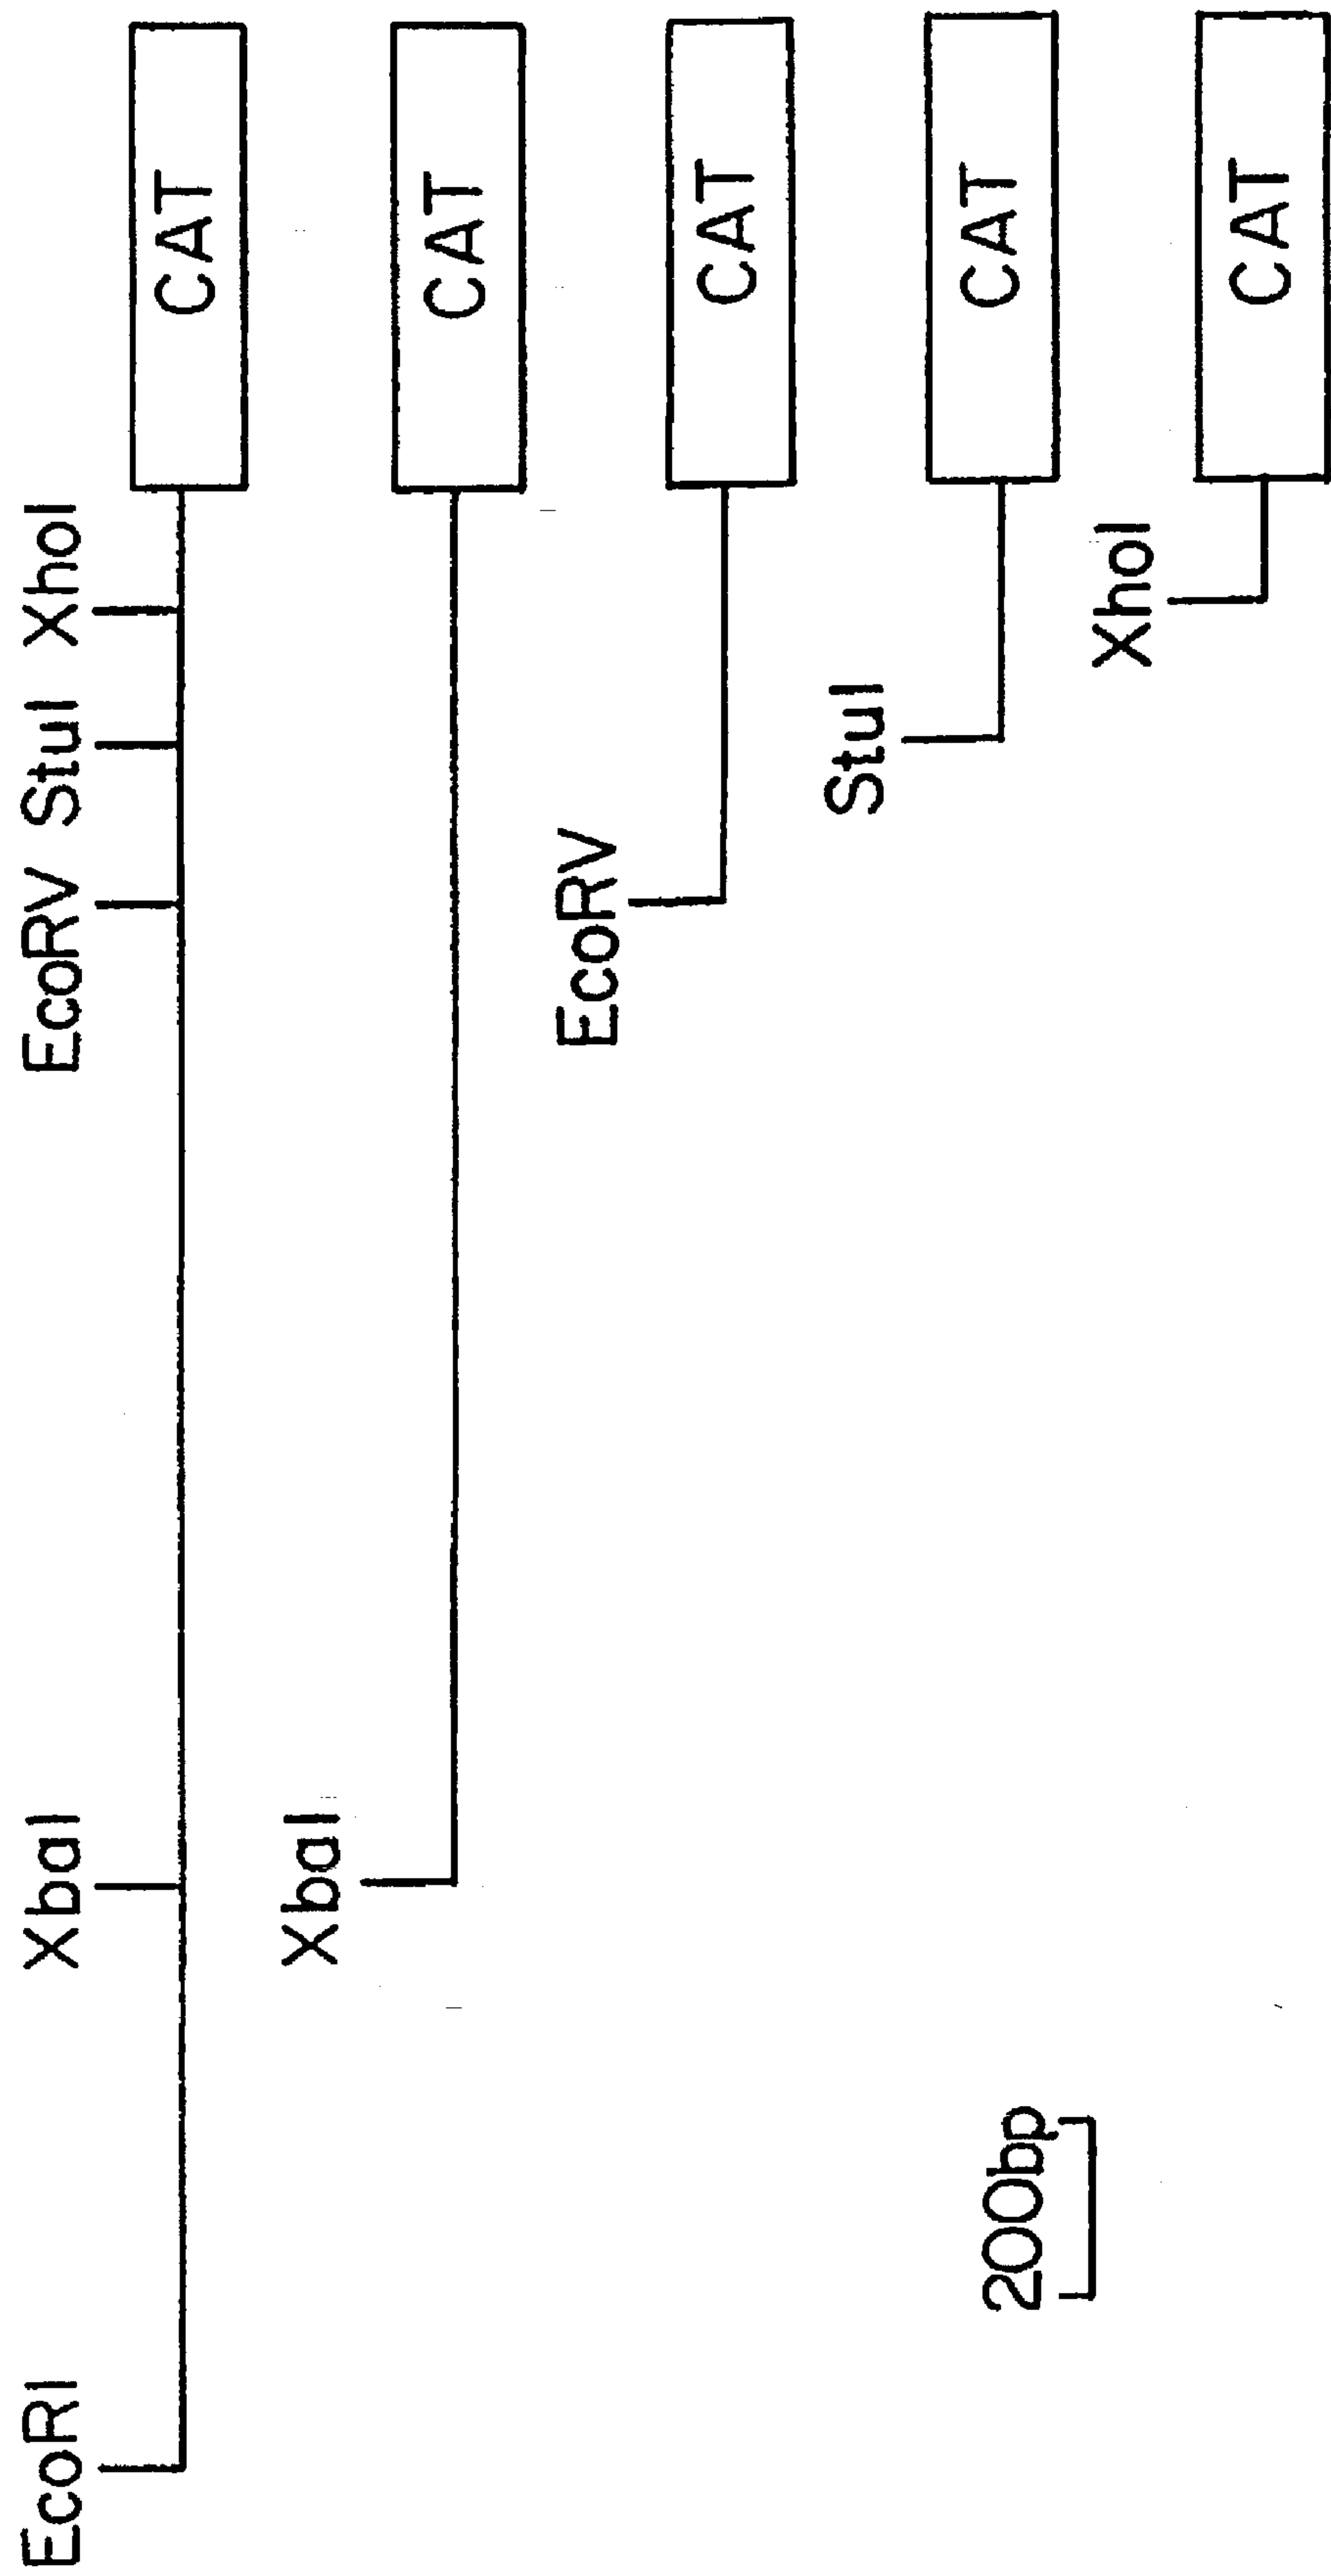 EcoRI XbaI EcoRV StuI XhoI
CAT
XbaI
CAT
EcoRV
CAT
StuI
CAT
XhoI
CAT
200bp